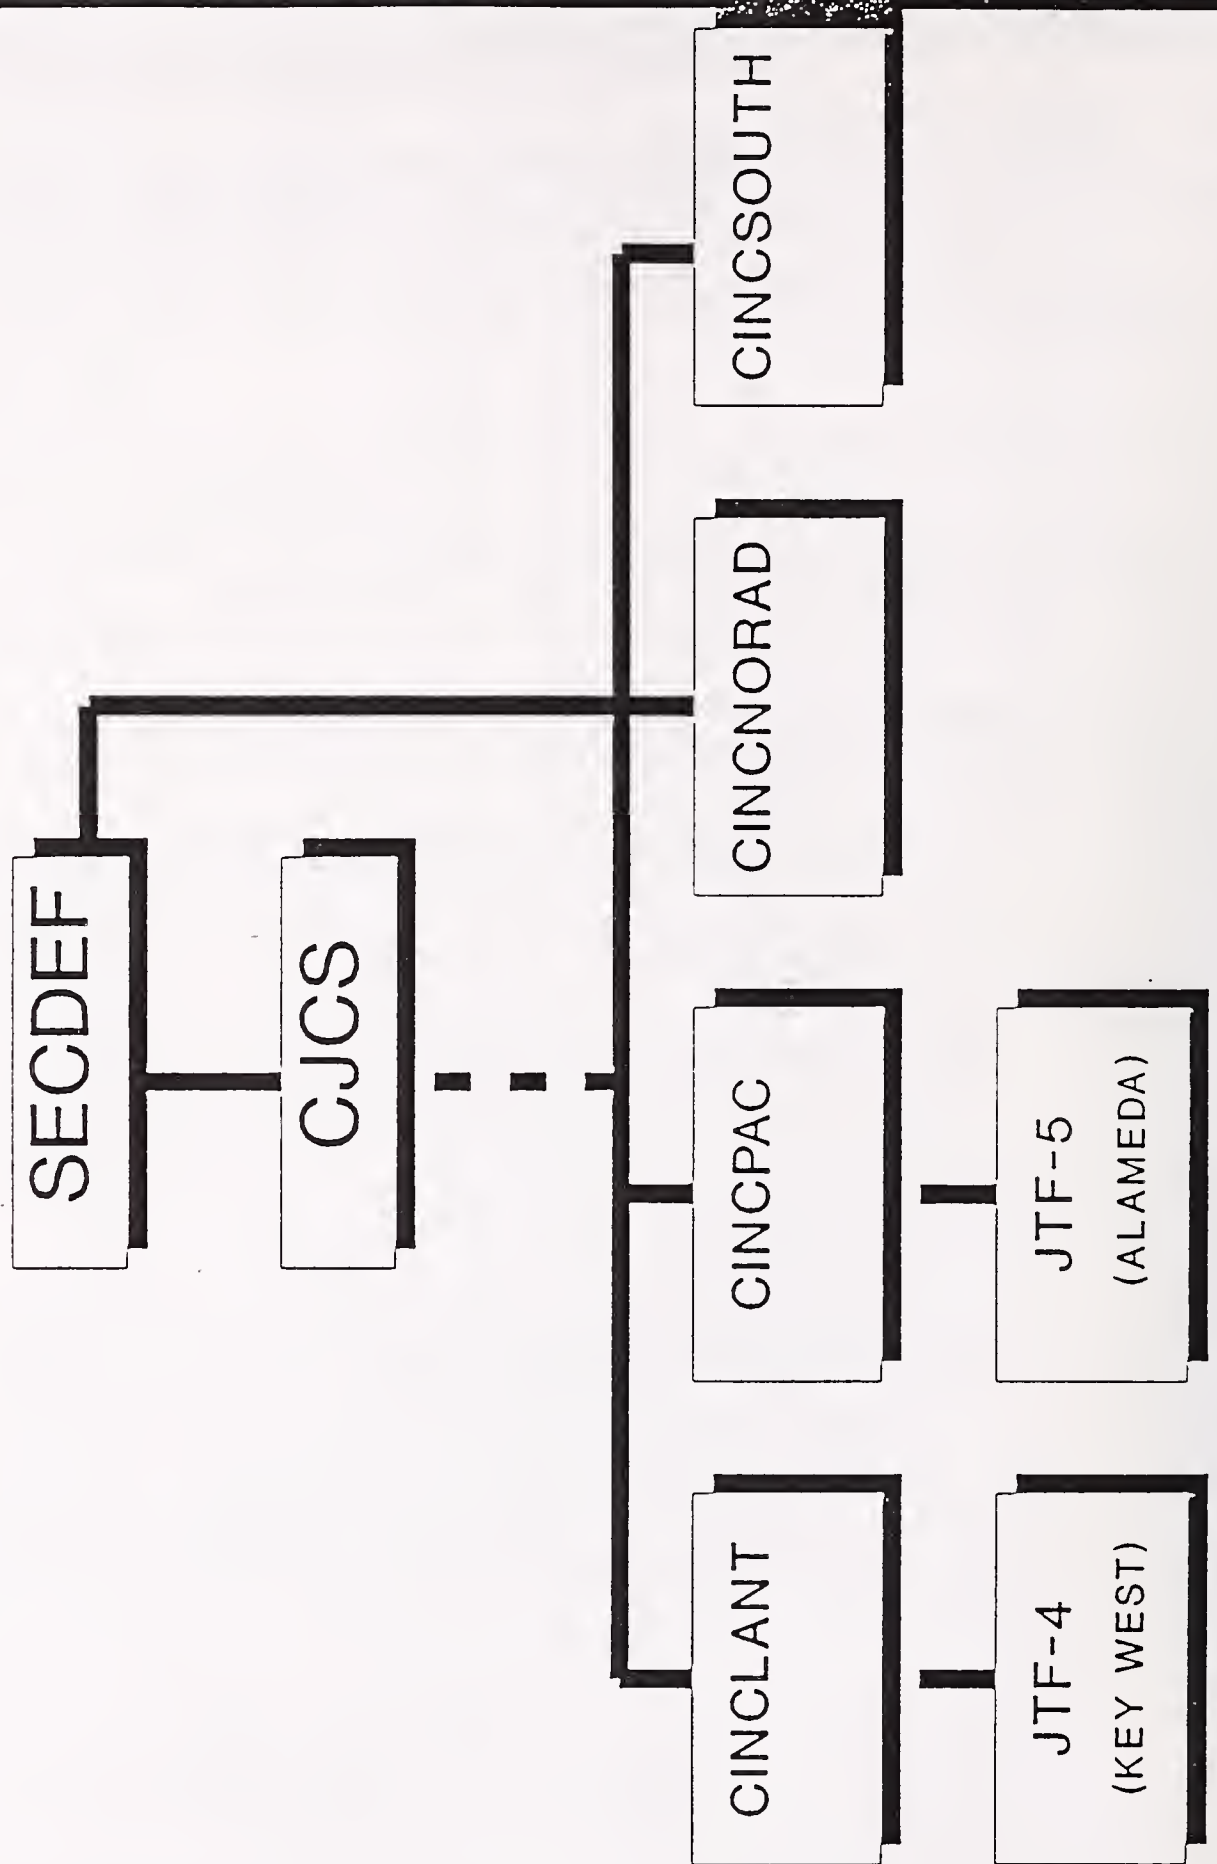 SECDEF
CJCS
CINCLANT
CINCPAC
CINCNORAD
CINCSOUTH
JTF-4
(KEY WEST)
JTF-5
(ALAMEDA)